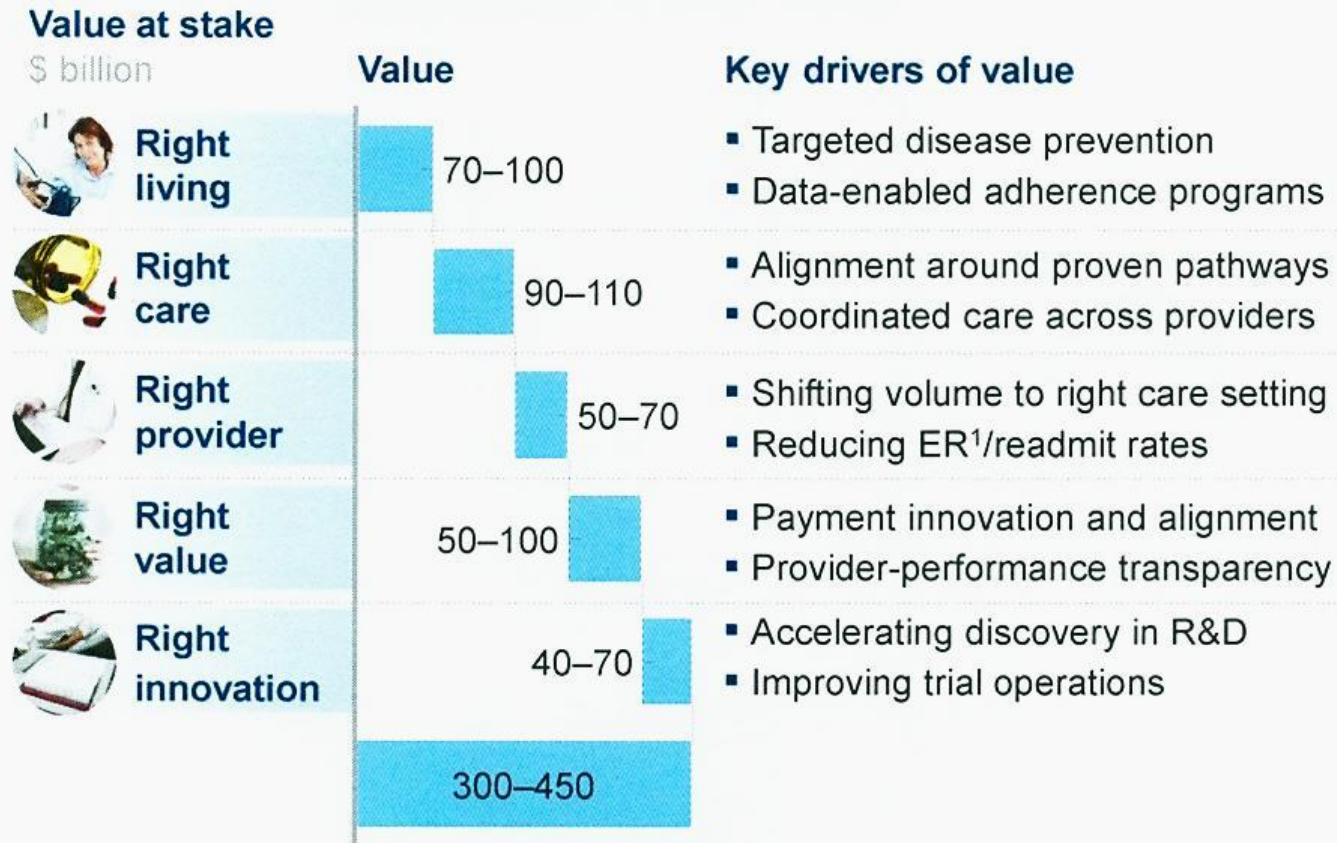 Value at stake
$ billion
Value
Key drivers of value
Right
living
70–100
▪ Targeted disease prevention
▪ Data-enabled adherence programs
Right
care
90–110
▪ Alignment around proven pathways
▪ Coordinated care across providers
Right
provider
50–70
▪ Shifting volume to right care setting
▪ Reducing ER¹/readmit rates
Right
value
50–100
▪ Payment innovation and alignment
▪ Provider-performance transparency
Right
innovation
40–70
▪ Accelerating discovery in R&D
▪ Improving trial operations
300–450